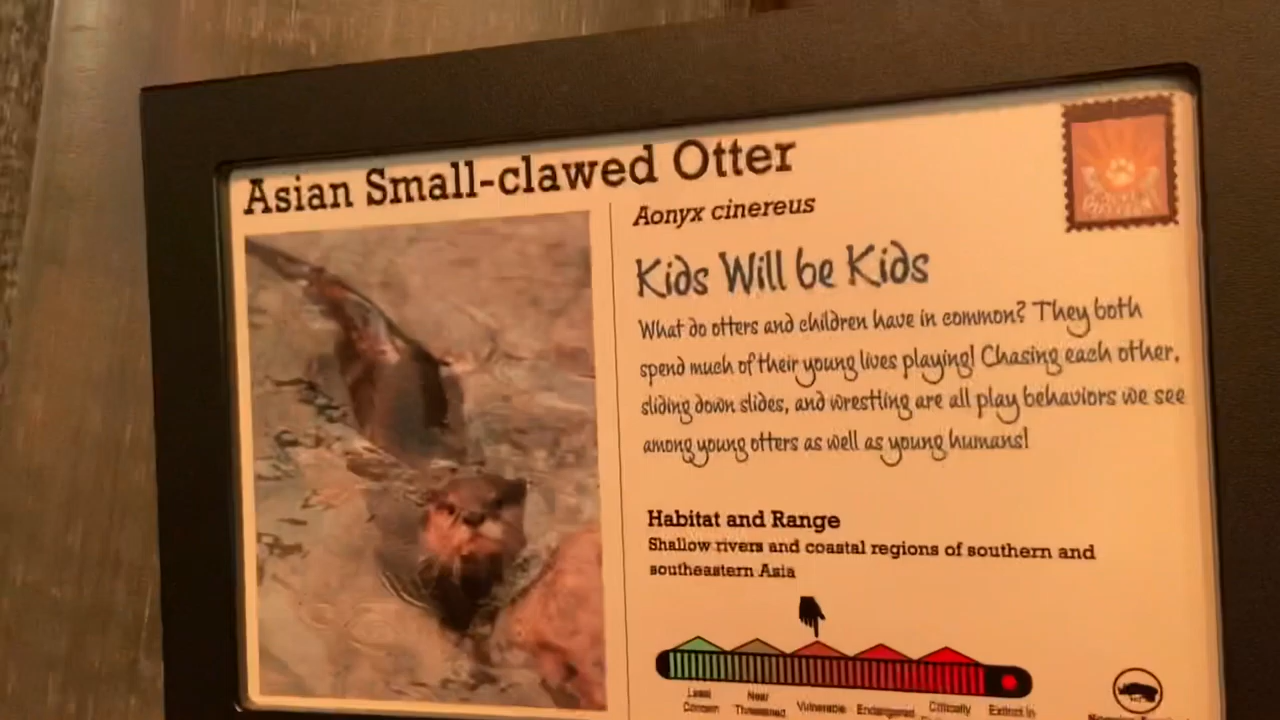 Asian Small-clawed Otter
Aonyx cinereus
Kids Will be Kids
What do otters and children have in common? They both
spend much of their young lives playing! Chasing each other,
sliding down slides, and wrestling are all play behaviors we see
among young otters as well as young humans!
Habitat and Range
Shallow rivers and coastal regions of southern and
southeastern Asia
Least Concern
Near Threatened
Vulnerable
Endangered
Critically
Extinct in